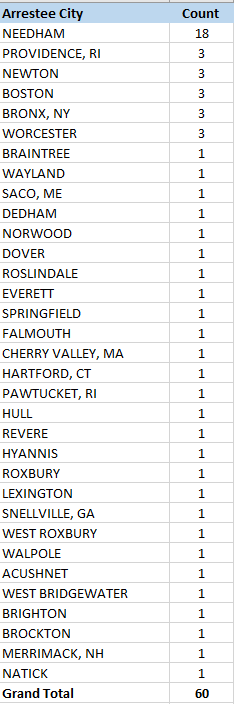 Arrestee City Count
NEEDHAM 18
PROVIDENCE, RI 3
NEWTON 3
BOSTON 3
BRONX, NY 3
WORCESTER 3
BRAINTREE 1
WAYLAND 1
SACO, ME 1
DEDHAM 1
NORWOOD 1
DOVER 1
ROSLINDALE 1
EVERETT 1
SPRINGFIELD 1
FALMOUTH 1
CHERRY VALLEY, MA 1
HARTFORD, CT 1
PAWTUCKET, RI 1
HULL 1
REVERE 1
HYANNIS 1
ROXBURY 1
LEXINGTON 1
SNELLVILLE, GA 1
WEST ROXBURY 1
WALPOLE 1
ACUSHNET 1
WEST BRIDGEWATER 1
BRIGHTON 1
BROCKTON 1
MERRIMACK, NH 1
NATICK 1
Grand Total 60